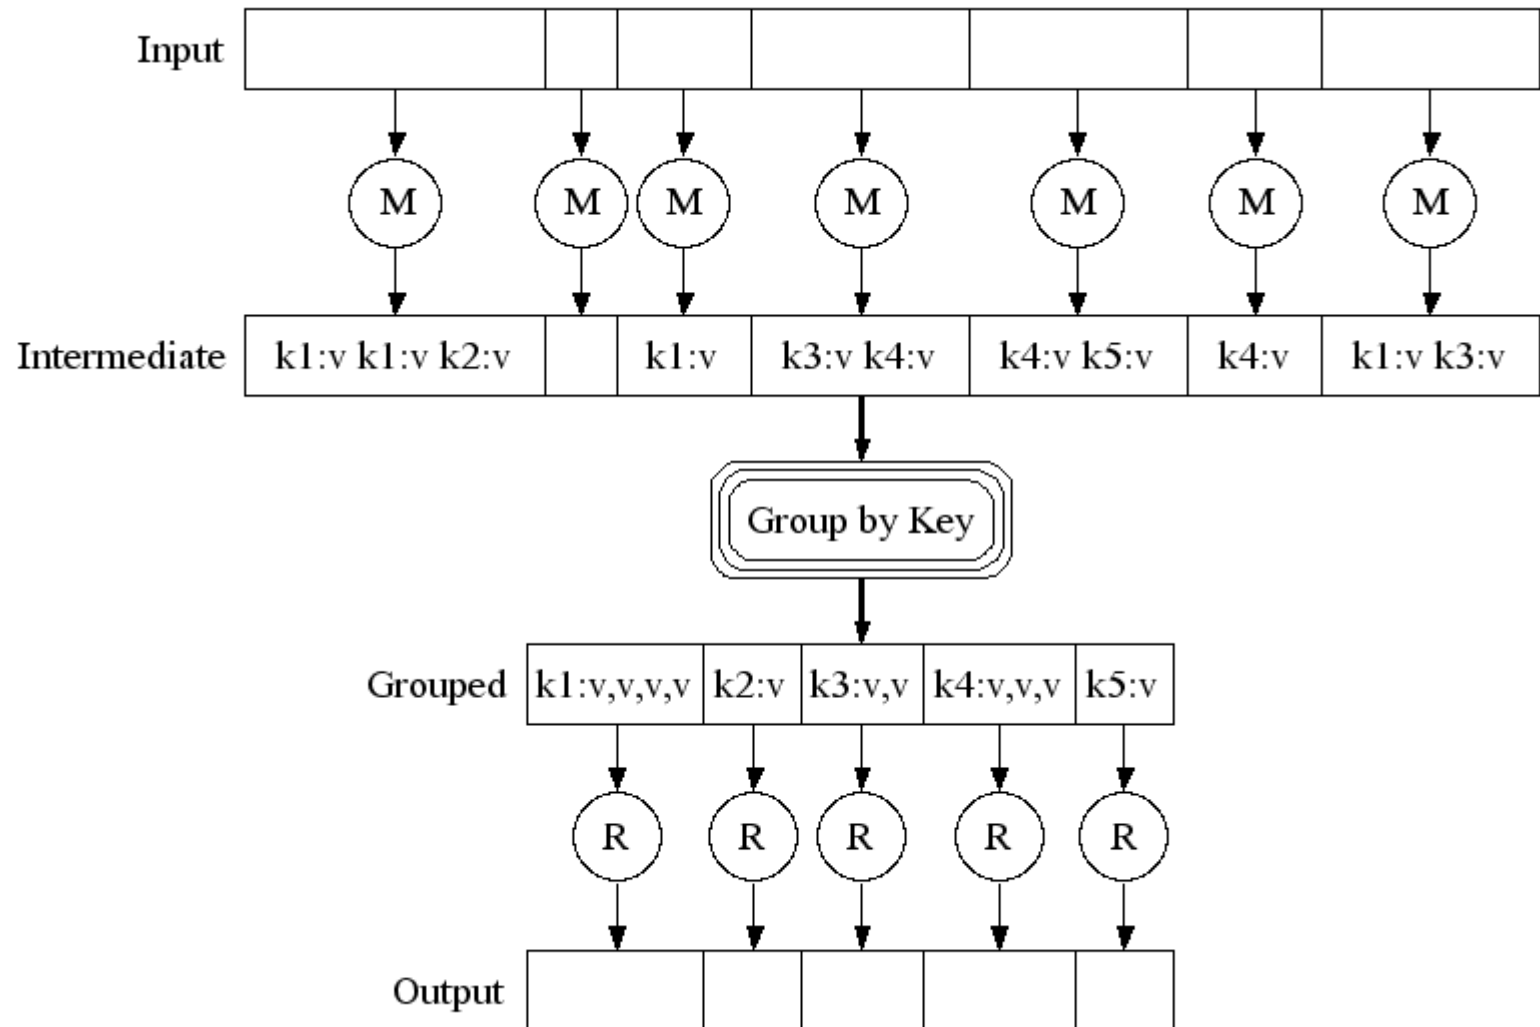 Input
M M M M M M M
Intermediate k1:v k1:v k2:v k1:v k3:v k4:v k4:v k5:v k4:v k1:v k3:v
Group by Key
Grouped k1:v,v,v,v k2:v k3:v,v k4:v,v,v k5:v
R R R R R
Output